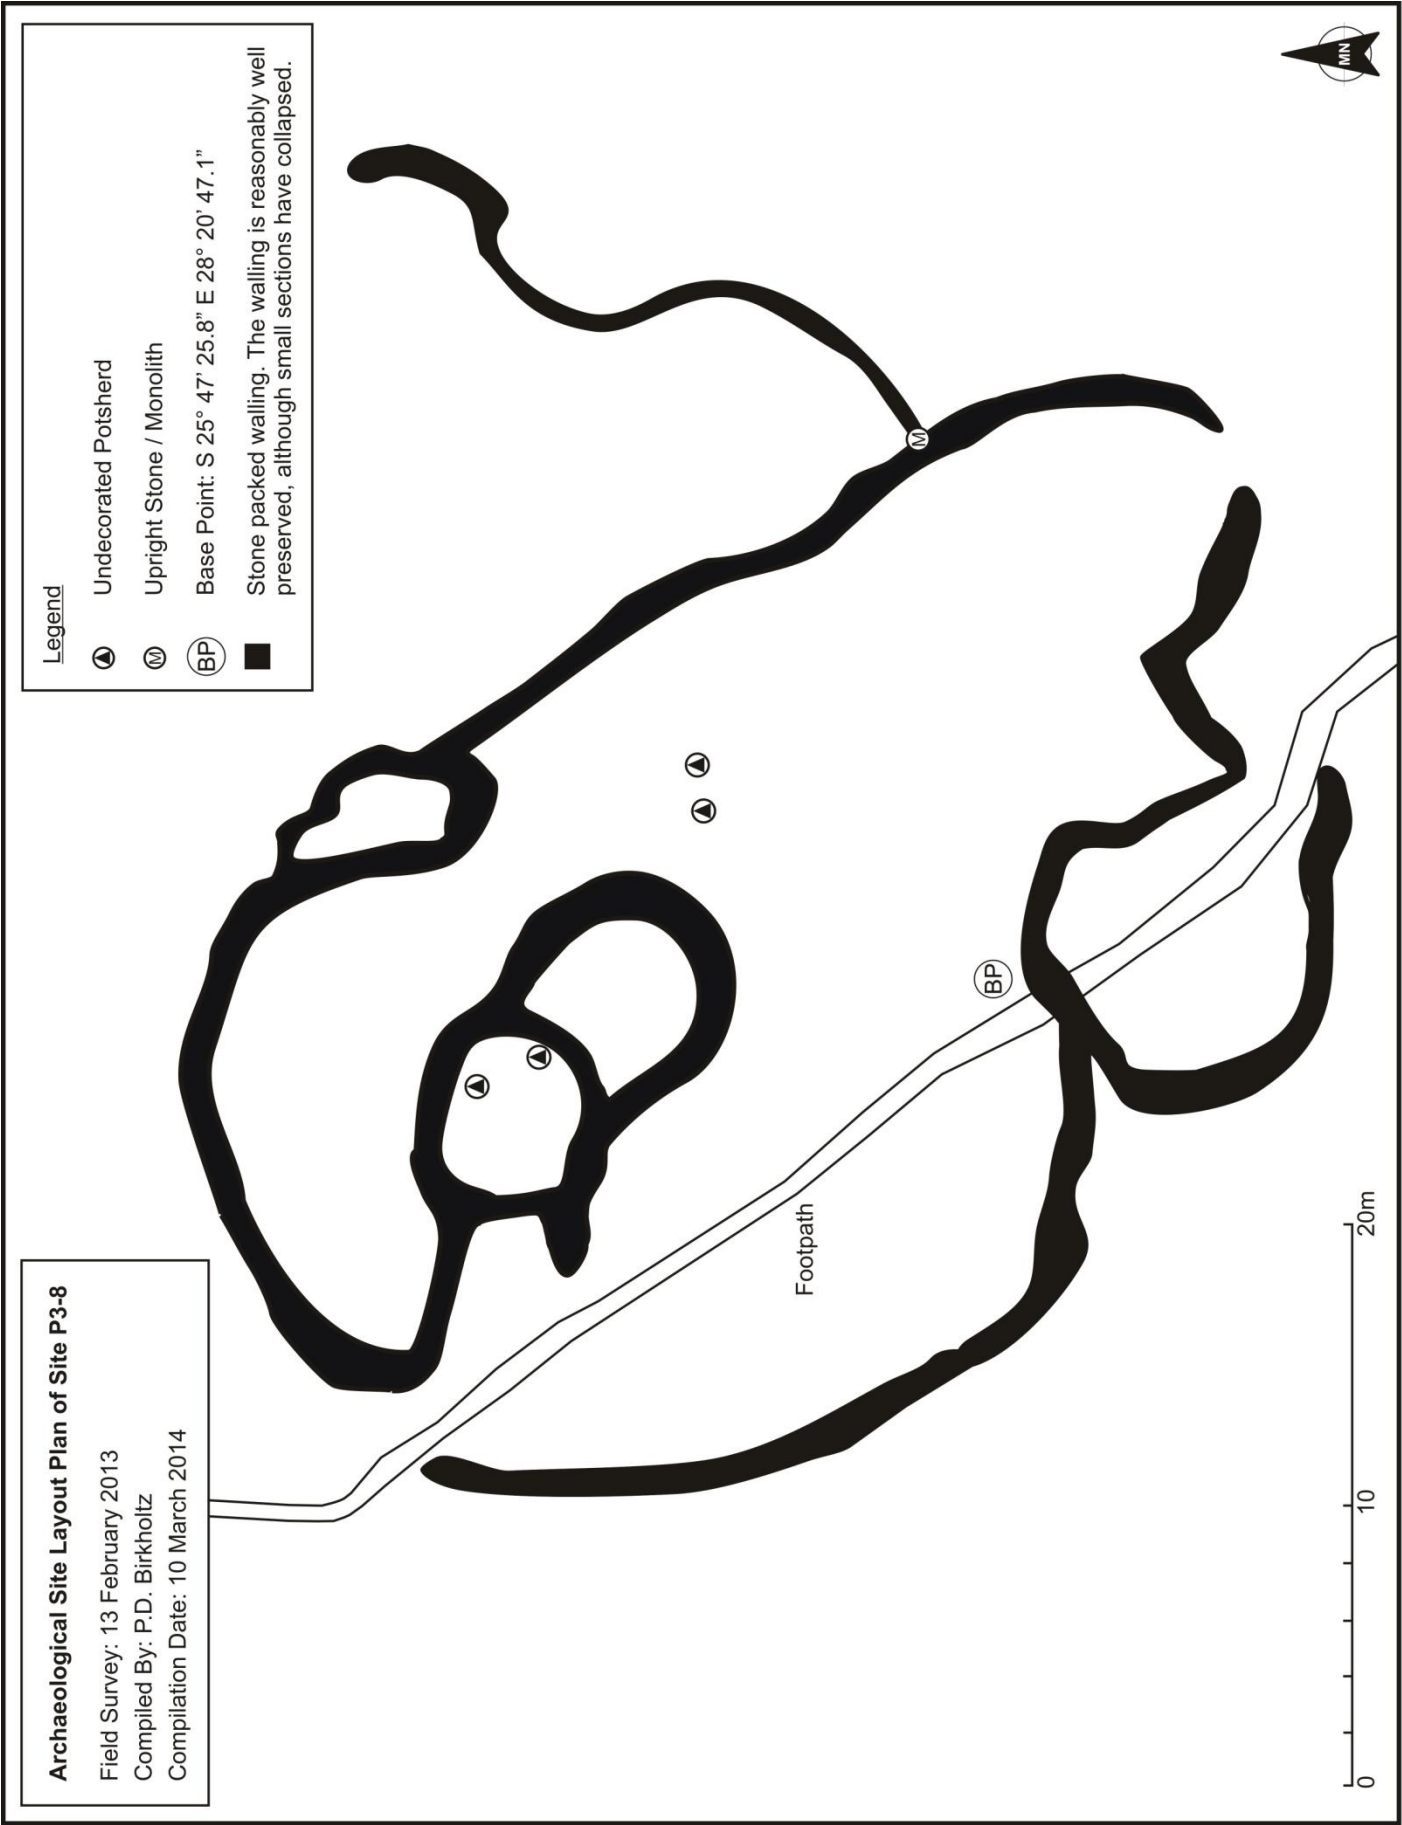 Archaeological Site Layout Plan of Site P3-8
Field Survey: 13 February 2013
Compiled By: P.D. Birkholtz
Compilation Date: 10 March 2014
Legend
Undecorated Potsherd
M Upright Stone / Monolith
BP Base Point: S 25° 47' 25.8” E 28° 20' 47.1”
Stone packed walling. The walling is reasonably well
preserved, although small sections have collapsed.
M
BP
Footpath
0 10 20m
MN